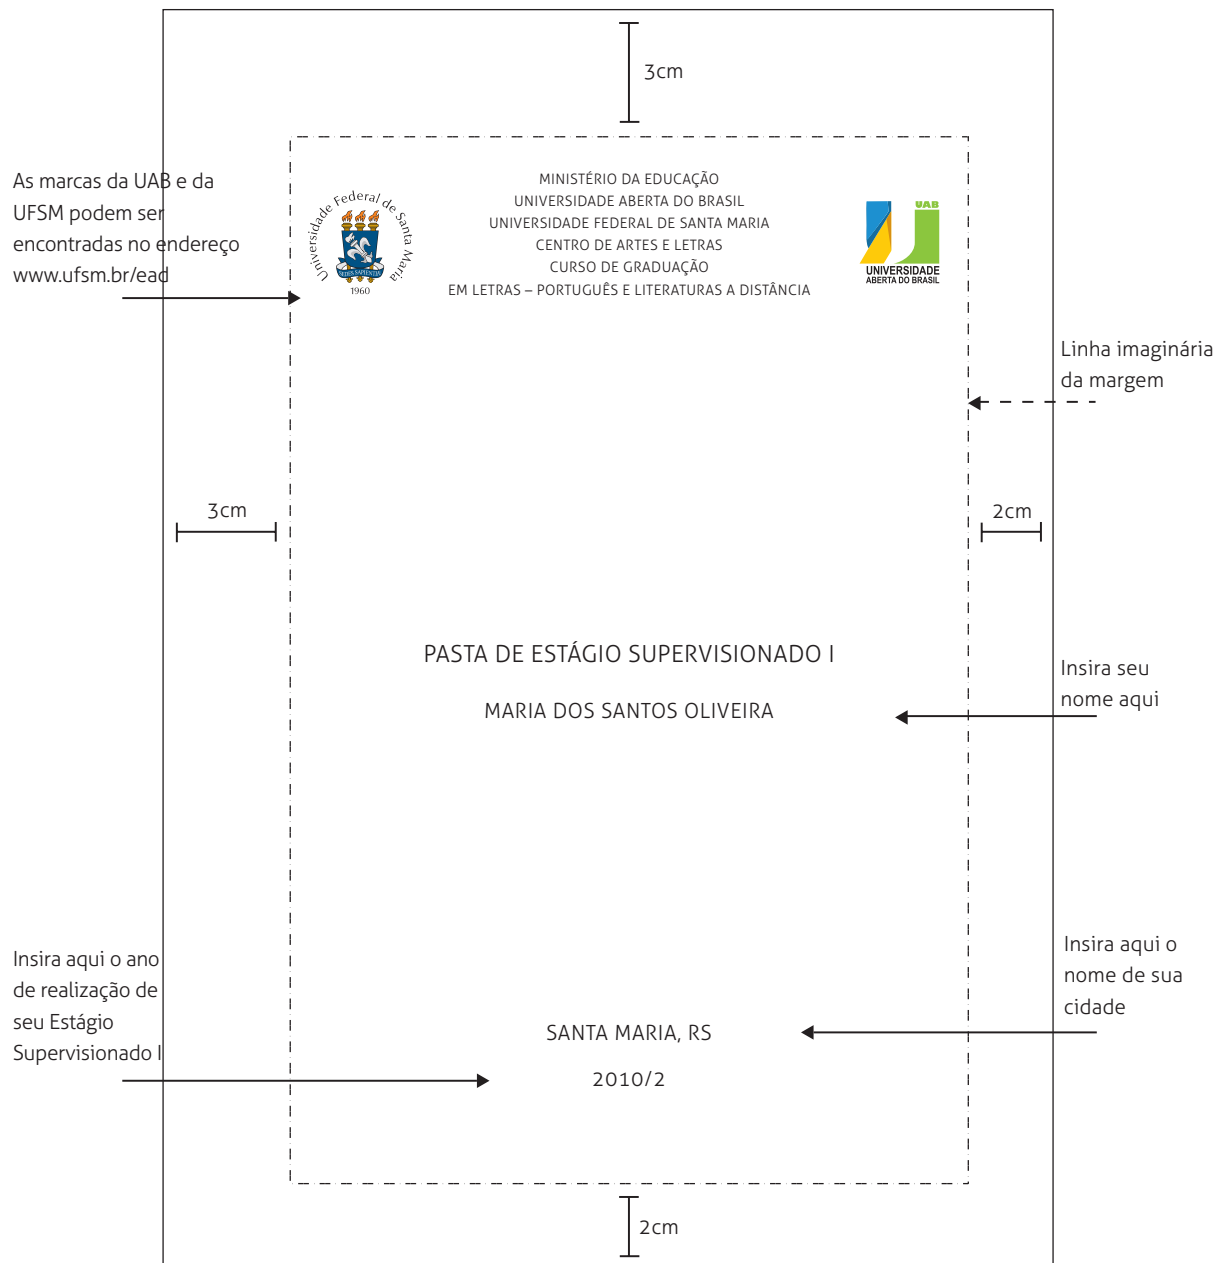 3cm
As marcas da UAB e da
UFSM podem ser
encontradas no endereço
www.ufsm.br/ead
Universidade Federal de Santa Maria
SEDES SAPIENTIAE
1960
MINISTÉRIO DA EDUCAÇÃO
UNIVERSIDADE ABERTA DO BRASIL
UNIVERSIDADE FEDERAL DE SANTA MARIA
CENTRO DE ARTES E LETRAS
CURSO DE GRADUAÇÃO
EM LETRAS – PORTUGUÊS E LITERATURAS A DISTÂNCIA
UAB
UNIVERSIDADE
ABERTA DO BRASIL
Linha imaginária
da margem
3cm
2cm
PASTA DE ESTÁGIO SUPERVISIONADO I
MARIA DOS SANTOS OLIVEIRA
Insira seu
nome aqui
Insira aqui o ano
de realização de
seu Estágio
Supervisionado I
Insira aqui o
nome de sua
cidade
SANTA MARIA, RS
2010/2
2cm